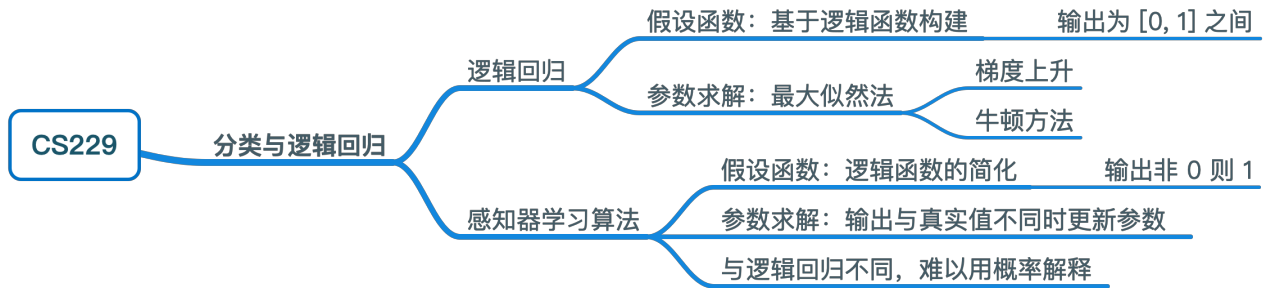 CS229
分类与逻辑回归
逻辑回归
假设函数：基于逻辑函数构建
输出为 [0, 1] 之间
参数求解：最大似然法
梯度上升
牛顿方法
感知器学习算法
假设函数：逻辑函数的简化
输出非 0 则 1
参数求解：输出与真实值不同时更新参数
与逻辑回归不同，难以用概率解释